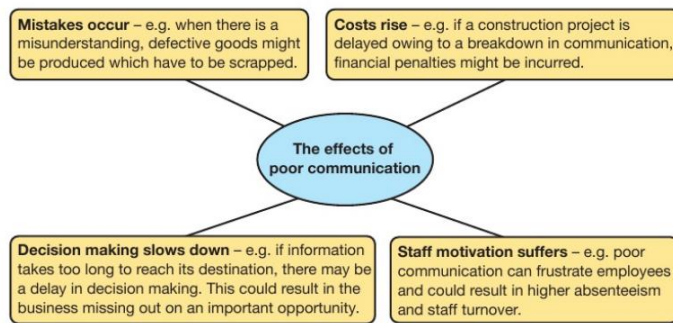 Mistakes occur – e.g. when there is a
misunderstanding, defective goods might
be produced which have to be scrapped.
Costs rise – e.g. if a construction project is
delayed owing to a breakdown in communication,
financial penalties might be incurred.
The effects of
poor communication
Decision making slows down – e.g. if information
takes too long to reach its destination, there may be
a delay in decision making. This could result in the
business missing out on an important opportunity.
Staff motivation suffers – e.g. poor
communication can frustrate employees
and could result in higher absenteeism
and staff turnover.